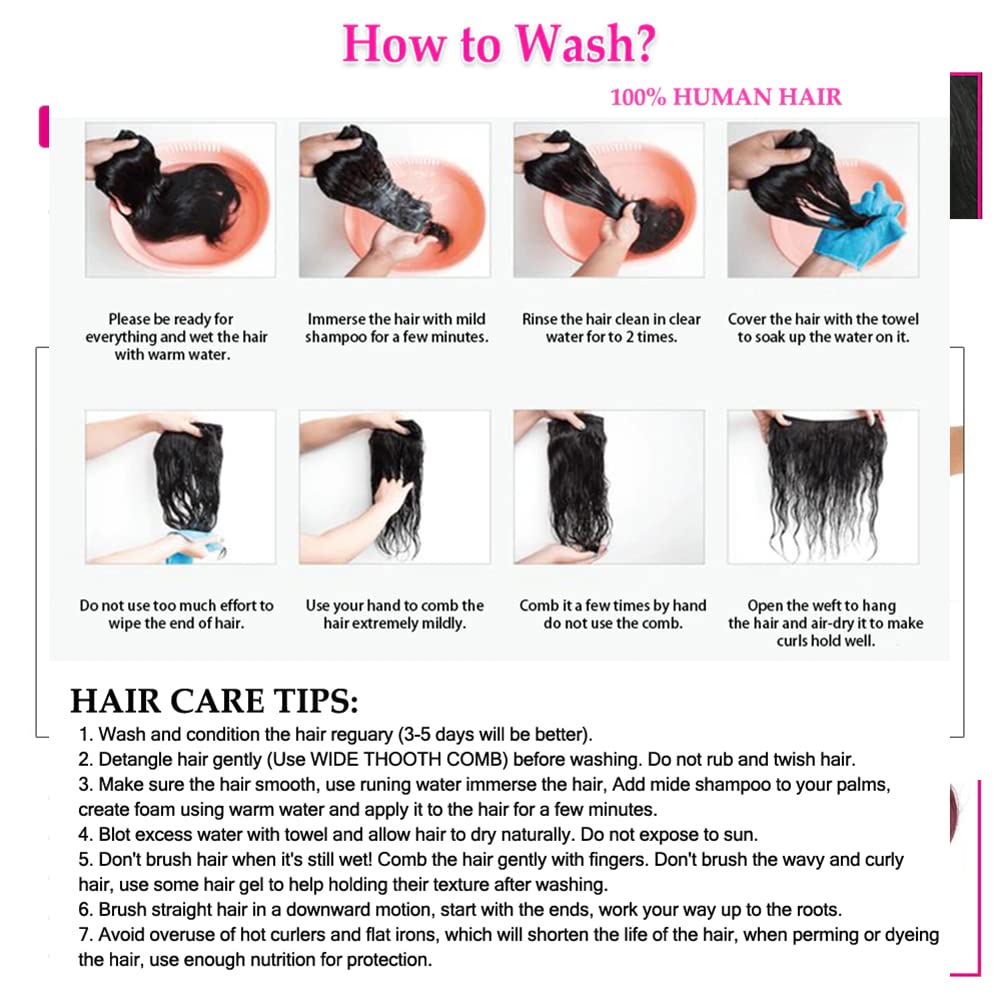 How to Wash?
100% HUMAN HAIR
Please be ready for
everything and wet the hair
with warm water.
Immerse the hair with mild
shampoo for a few minutes.
Rinse the hair clean in clear
water for to 2 times.
Cover the hair with the towel
to soak up the water on it.
Do not use too much effort to
wipe the end of hair.
Use your hand to comb the
hair extremely mildly.
Comb it a few times by hand
do not use the comb.
Open the weft to hang
the hair and air-dry it to make
curls hold well.
HAIR CARE TIPS:
1. Wash and condition the hair reguary (3-5 days will be better).
2. Detangle hair gently (Use WIDE THOOTH COMB) before washing. Do not rub and twish hair.
3. Make sure the hair smooth, use runing water immerse the hair, Add mide shampoo to your palms,
create foam using warm water and apply it to the hair for a few minutes.
4. Blot excess water with towel and allow hair to dry naturally. Do not expose to sun.
5. Don't brush hair when it's still wet! Comb the hair gently with fingers. Don't brush the wavy and curly
hair, use some hair gel to help holding their texture after washing.
6. Brush straight hair in a downward motion, start with the ends, work your way up to the roots.
7. Avoid overuse of hot curlers and flat irons, which will shorten the life of the hair, when perming or dyeing
the hair, use enough nutrition for protection.